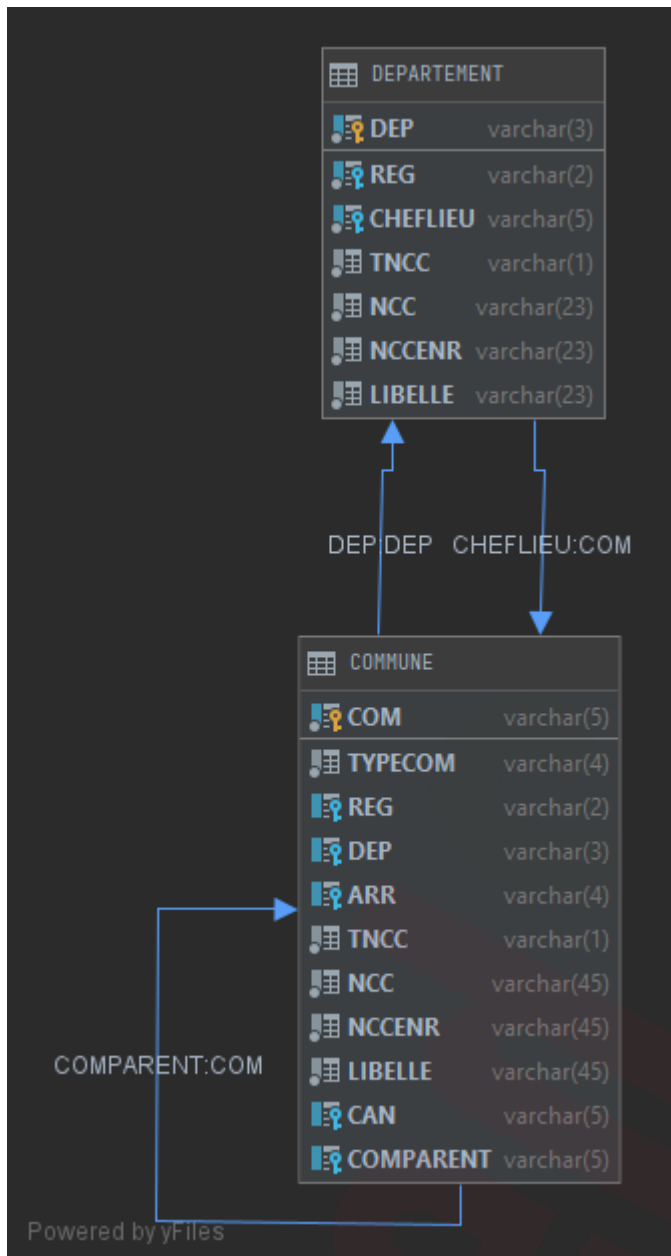 DEPARTEMENT
DEP varchar(3)
REG varchar(2)
CHEFLIEU varchar(5)
TNCC varchar(1)
NCC varchar(23)
NCCENR varchar(23)
LIBELLE varchar(23)
DEP:DEP CHEFLIEU:COM
COMMUNE
COM varchar(5)
TYPECOM varchar(4)
REG varchar(2)
DEP varchar(3)
ARR varchar(4)
TNCC varchar(1)
NCC varchar(45)
NCCENR varchar(45)
COMPARENT:COM
LIBELLE varchar(45)
CAN varchar(5)
COMPARENT varchar(5)
Powered by yFiles